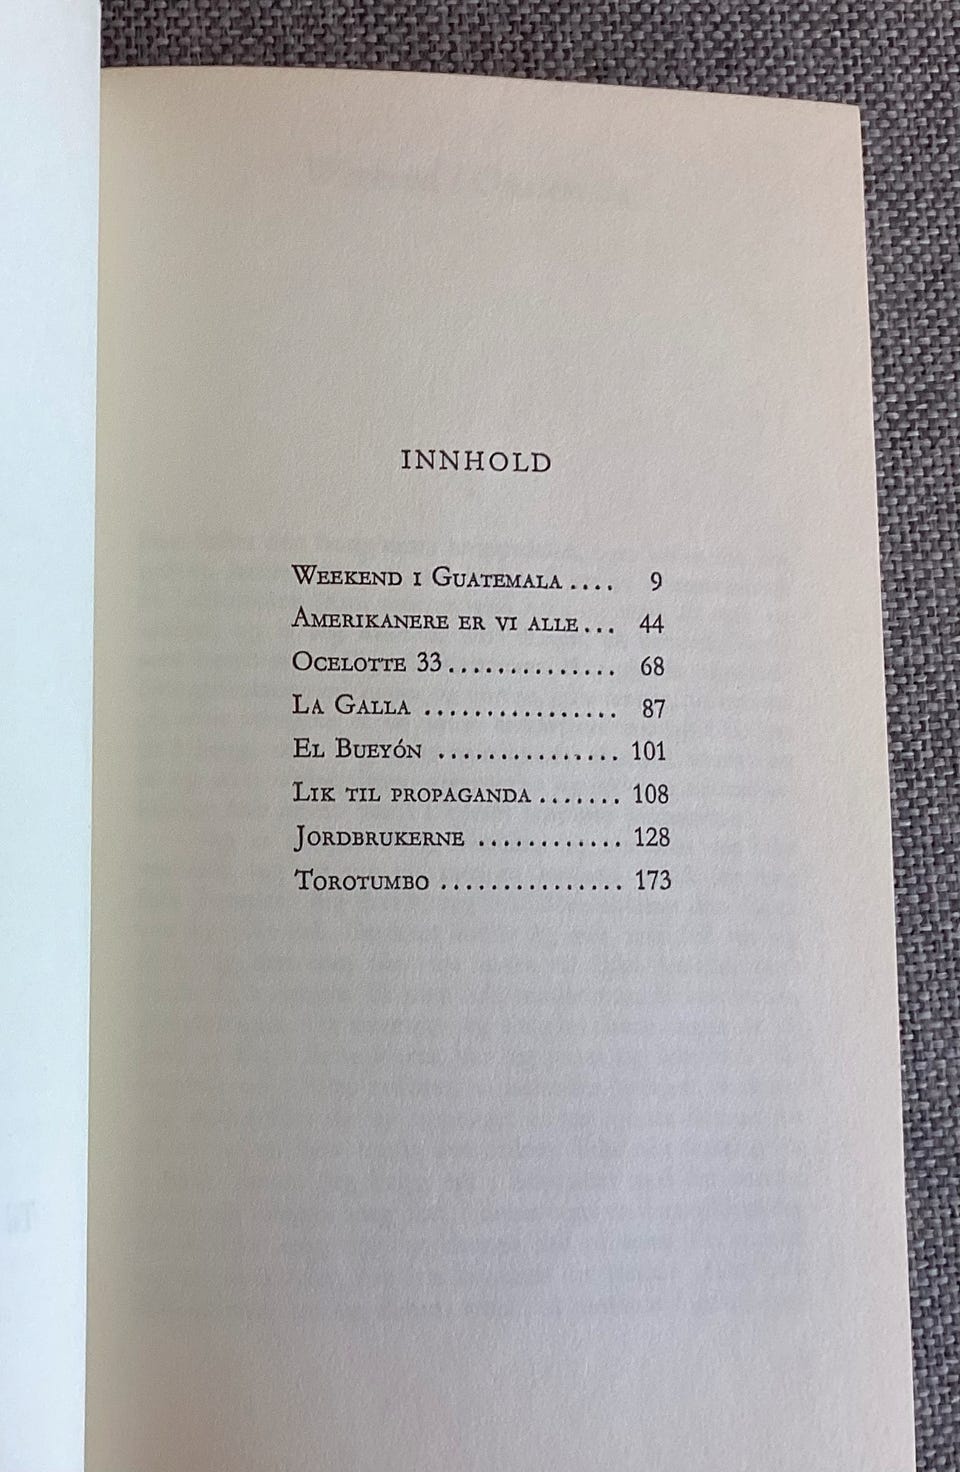 INNHOLD
WEEKEND I GUATEMALA .... 9
AMERIKANERE ER VI ALLE... 44
OCELOTTE 33.............. 68
LA GALLA ................ 87
EL BUEYÓN ............... 101
LIK TIL PROPAGANDA....... 108
JORDBRUKERNE ............ 128
TOROTUMBO ............... 173